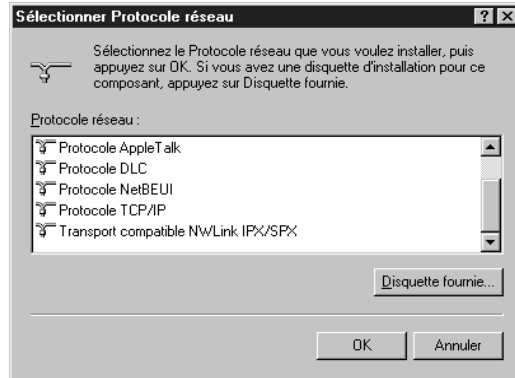 Sélectionner Protocole réseau
Sélectionnez le Protocole réseau que vous voulez installer, puis
appuyez sur OK. Si vous avez une disquette d'installation pour ce
composant, appuyez sur Disquette fournie.
Protocole réseau :
Protocole AppleTalk
Protocole DLC
Protocole NetBEUI
Protocole TCP/IP
Transport compatible NWLink IPX/SPX
Disquette fournie...
OK
Annuler